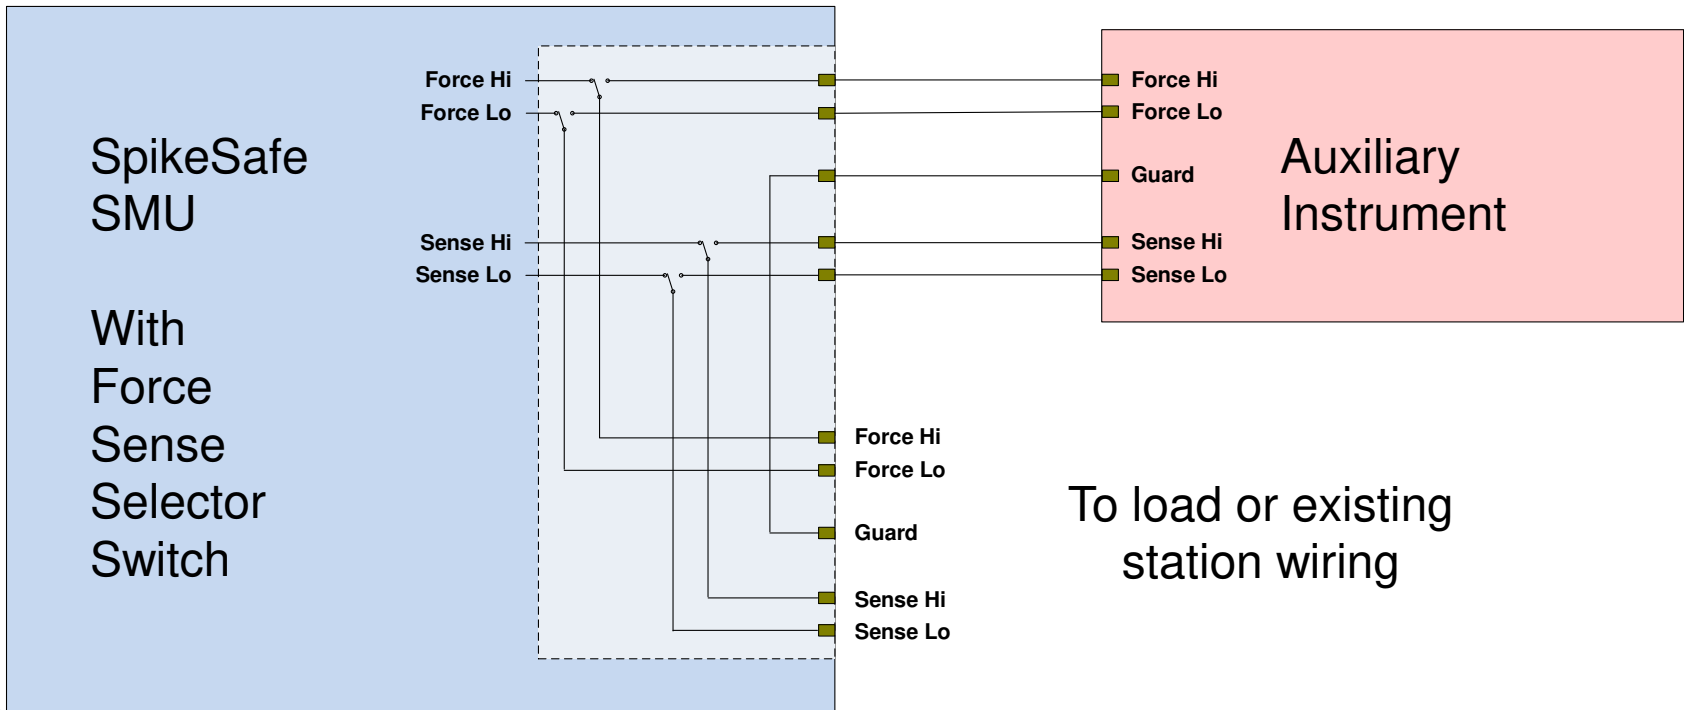 SpikeSafe
SMU
With
Force
Sense
Selector
Switch
Force Hi
Force Lo
Sense Hi
Sense Lo
Force Hi
Force Lo
Guard
Sense Hi
Sense Lo
Auxiliary
Instrument
Force Hi
Force Lo
Guard
Sense Hi
Sense Lo
To load or existing
station wiring